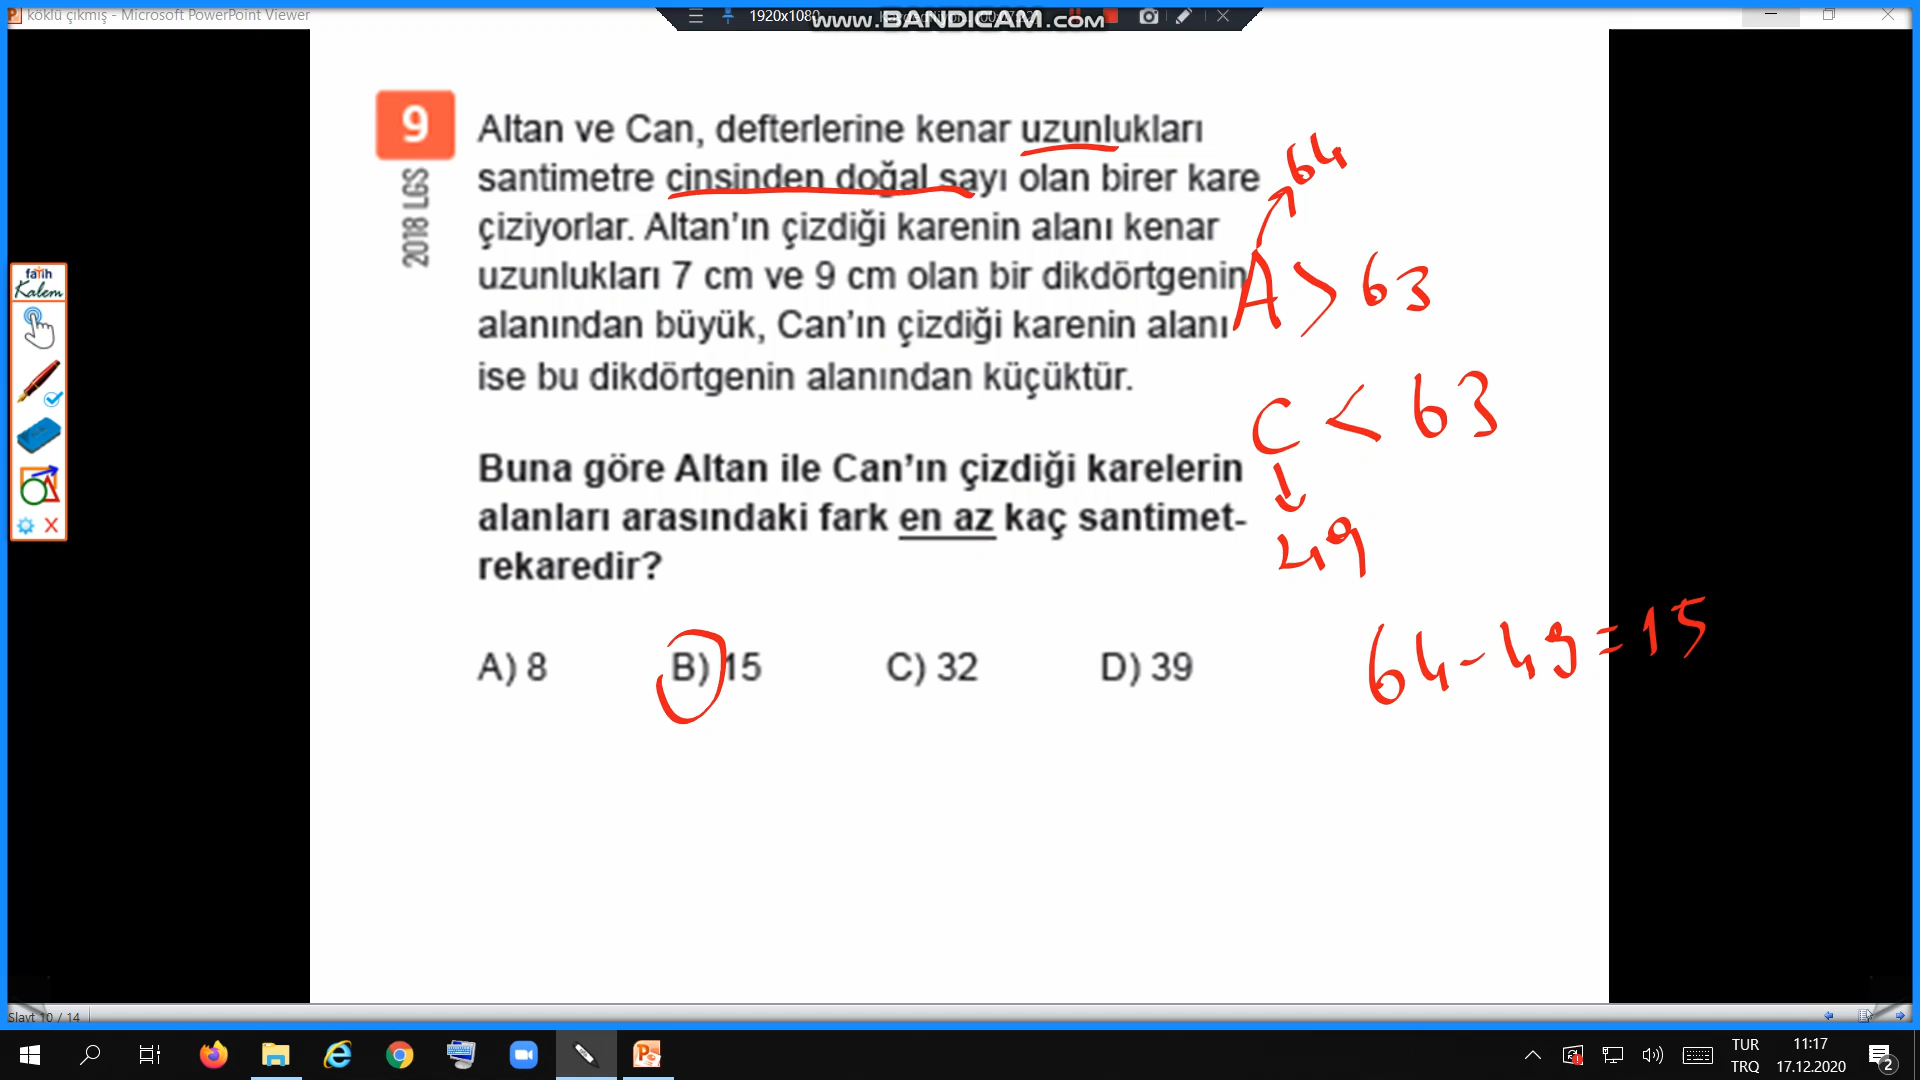 köklü çıkmış - Microsoft PowerPoint Viewer
1920x1080
www.BANDICAM.com
9
2018 LGS
Altan ve Can, defterlerine kenar uzunlukları
santimetre cinsinden doğal sayı olan birer kare
çiziyorlar. Altan’ın çizdiği karenin alanı kenar
uzunlukları 7 cm ve 9 cm olan bir dikdörtgenin
alanından büyük, Can’ın çizdiği karenin alanı
ise bu dikdörtgenin alanından küçüktür.
64
A > 63
C < 63
49
Buna göre Altan ile Can’ın çizdiği karelerin
alanları arasındaki fark en az kaç santimet-
rekaredir?
A) 8 B) 15 C) 32 D) 39
64-49=15
fatih
Kalem
Slayt 10 / 14
TUR
TRQ
11:17
17.12.2020
2